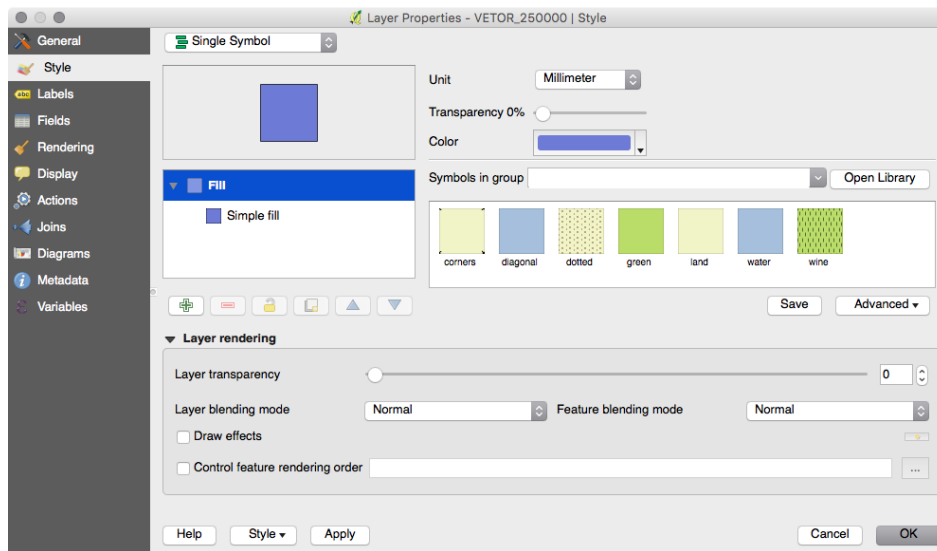 Layer Properties - VETOR_250000 | Style
General
Style
Labels
Fields
Rendering
Display
Actions
Joins
Diagrams
Metadata
Variables
Single Symbol
Unit
Millimeter
Transparency 0%
Color
Fill
Simple fill
Symbols in group
Open Library
corners
diagonal
dotted
green
land
water
wine
Save
Advanced
Layer rendering
Layer transparency
0
Layer blending mode
Normal
Feature blending mode
Normal
Draw effects
Control feature rendering order
...
Help
Style
Apply
Cancel
OK